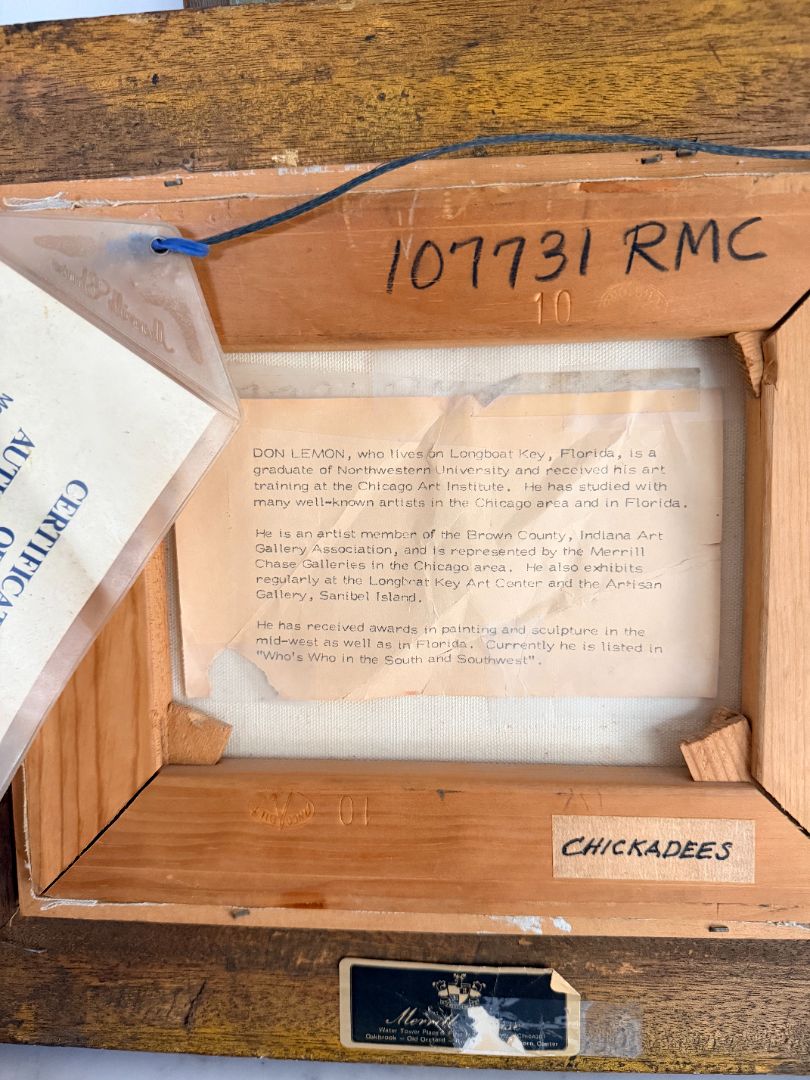 107731 RMC
10
DON LEMON, who lives on Longboat Key, Florida, is a
graduate of Northwestern University and received his art
training at the Chicago Art Institute. He has studied with
many well-known artists in the Chicago area and in Florida.
He is an artist member of the Brown County, Indiana Art
Gallery Association, and is represented by the Merrill
Chase Galleries in the Chicago area. He also exhibits
regularly at the Longboat Key Art Center and the Artisan
Gallery, Sanibel Island.
He has received awards in painting and sculpture in the
mid-west as well as in Florida. Currently he is listed in
"Who's Who in the South and Southwest".
CERTIFICAT
OF
AUTH
10
CHICKADEES
Merrill
Water Tower Place
Oakbrook - Old Orchard
Center